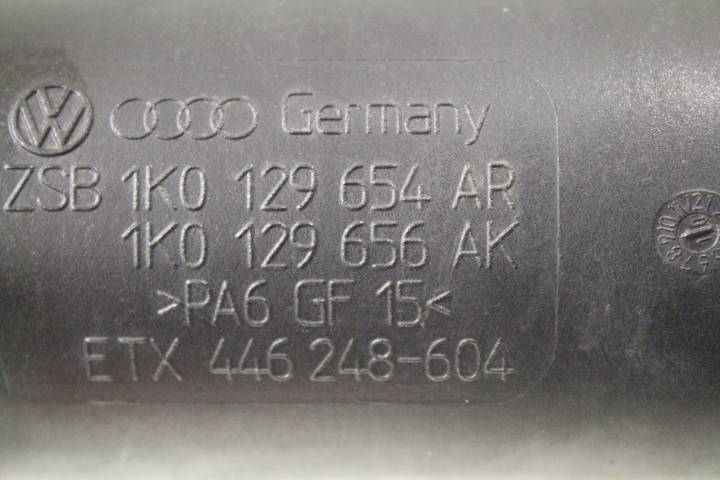 Germany
ZSB 1K0 129 654 AR
1K0 129 656 AK
>PA6 GF 15<
ETX 446 248-604